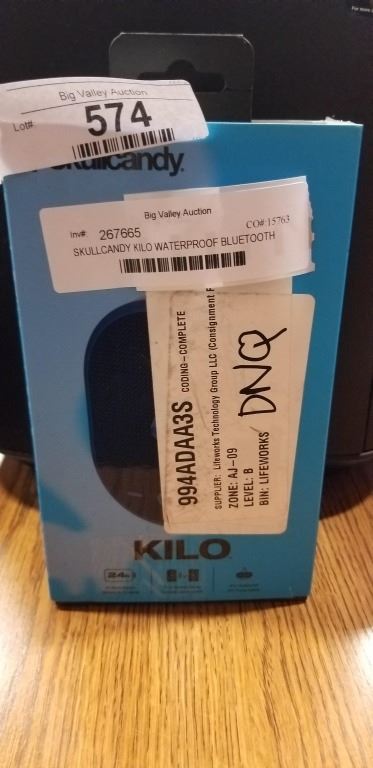 Big Valley Auction
Lot#: 574
Skullcandy.
Big Valley Auction
Inv#: 267665 CO#:15763
SKULLCANDY KILO WATERPROOF BLUETOOTH
994ADAA3S CODING-COMPLETE
SUPPLIER: Lifeworks Technology Group LLC (Consignment
ZONE: AJ-09
LEVEL: B
BIN: LIFEWORKS
DNQ
KILO
24